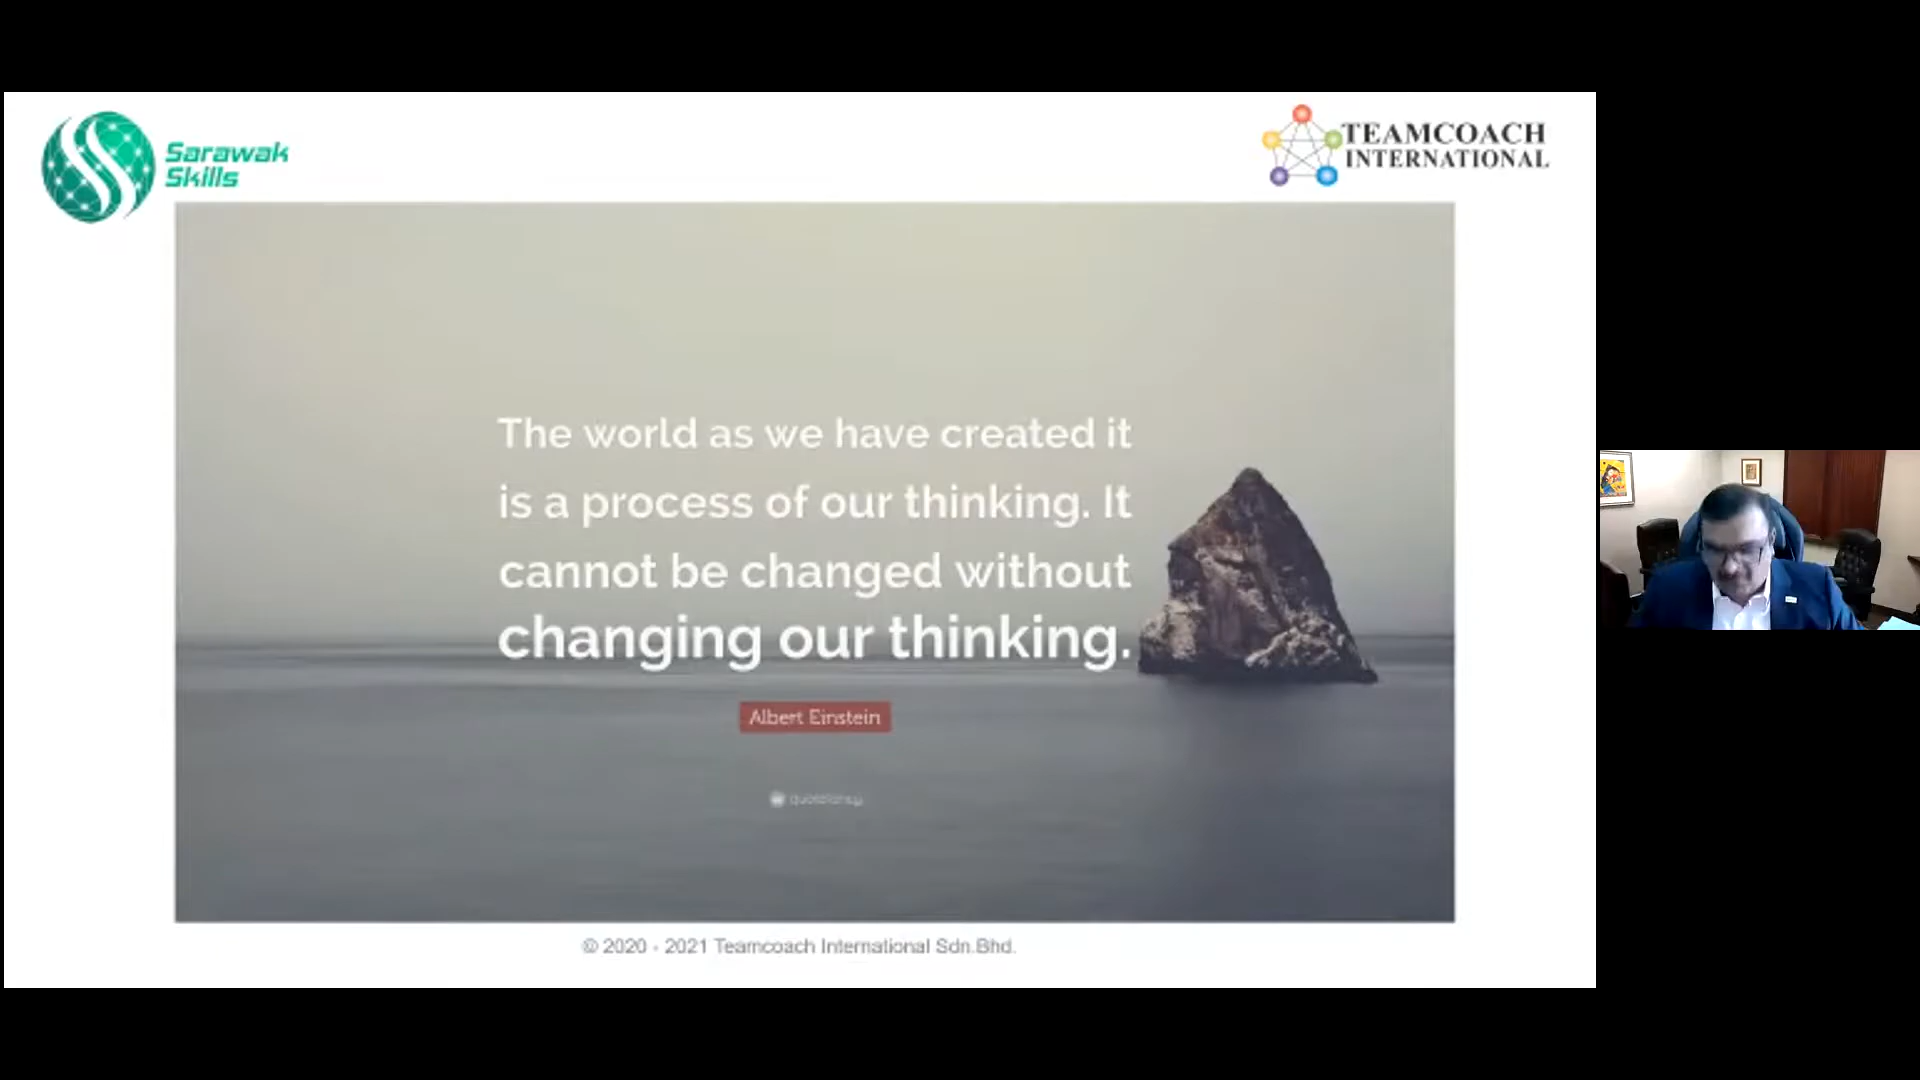 Sarawak
Skills
TEAMCOACH
INTERNATIONAL
The world as we have created it
is a process of our thinking. It
cannot be changed without
changing our thinking.
Albert Einstein
quotefancy
© 2020 - 2021 Teamcoach International Sdn.Bhd.